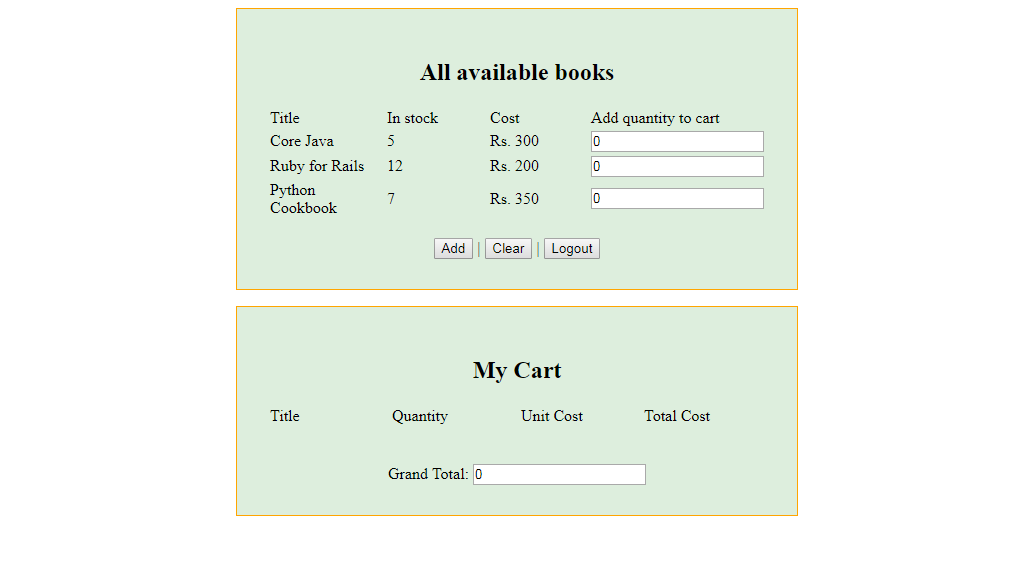 All available books
Title In stock Cost Add quantity to cart
Core Java 5 Rs. 300 0
Ruby for Rails 12 Rs. 200 0
Python
Cookbook 7 Rs. 350 0
Add | Clear | Logout
My Cart
Title Quantity Unit Cost Total Cost
Grand Total: 0